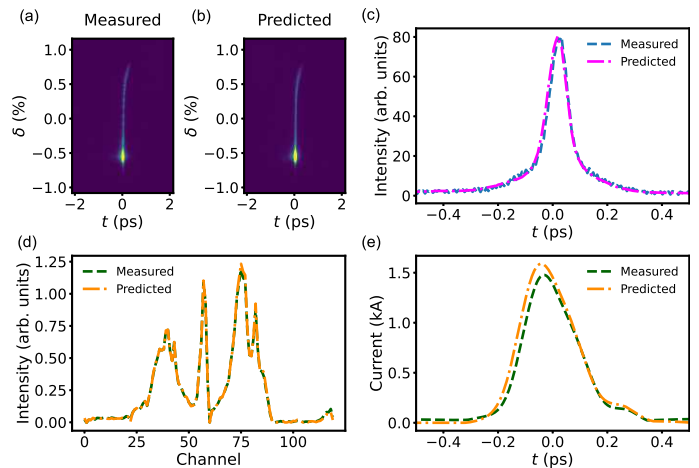 (a) Measured (b) Predicted (c)
1.0
0.5
0.0
−0.5
−1.0
δ (%)
−2 0 2
t (ps)
1.0
0.5
0.0
−0.5
−1.0
δ (%)
−2 0 2
t (ps)
80
60
40
20
0
Intensity (arb. units)
Measured
Predicted
−0.4 −0.2 0.0 0.2 0.4
t (ps)
(d)
1.25
1.00
0.75
0.50
0.25
0.00
Intensity (arb. units)
Measured
Predicted
0 25 50 75 100
Channel
(e)
1.5
1.0
0.5
0.0
Current (kA)
Measured
Predicted
−0.4 −0.2 0.0 0.2 0.4
t (ps)